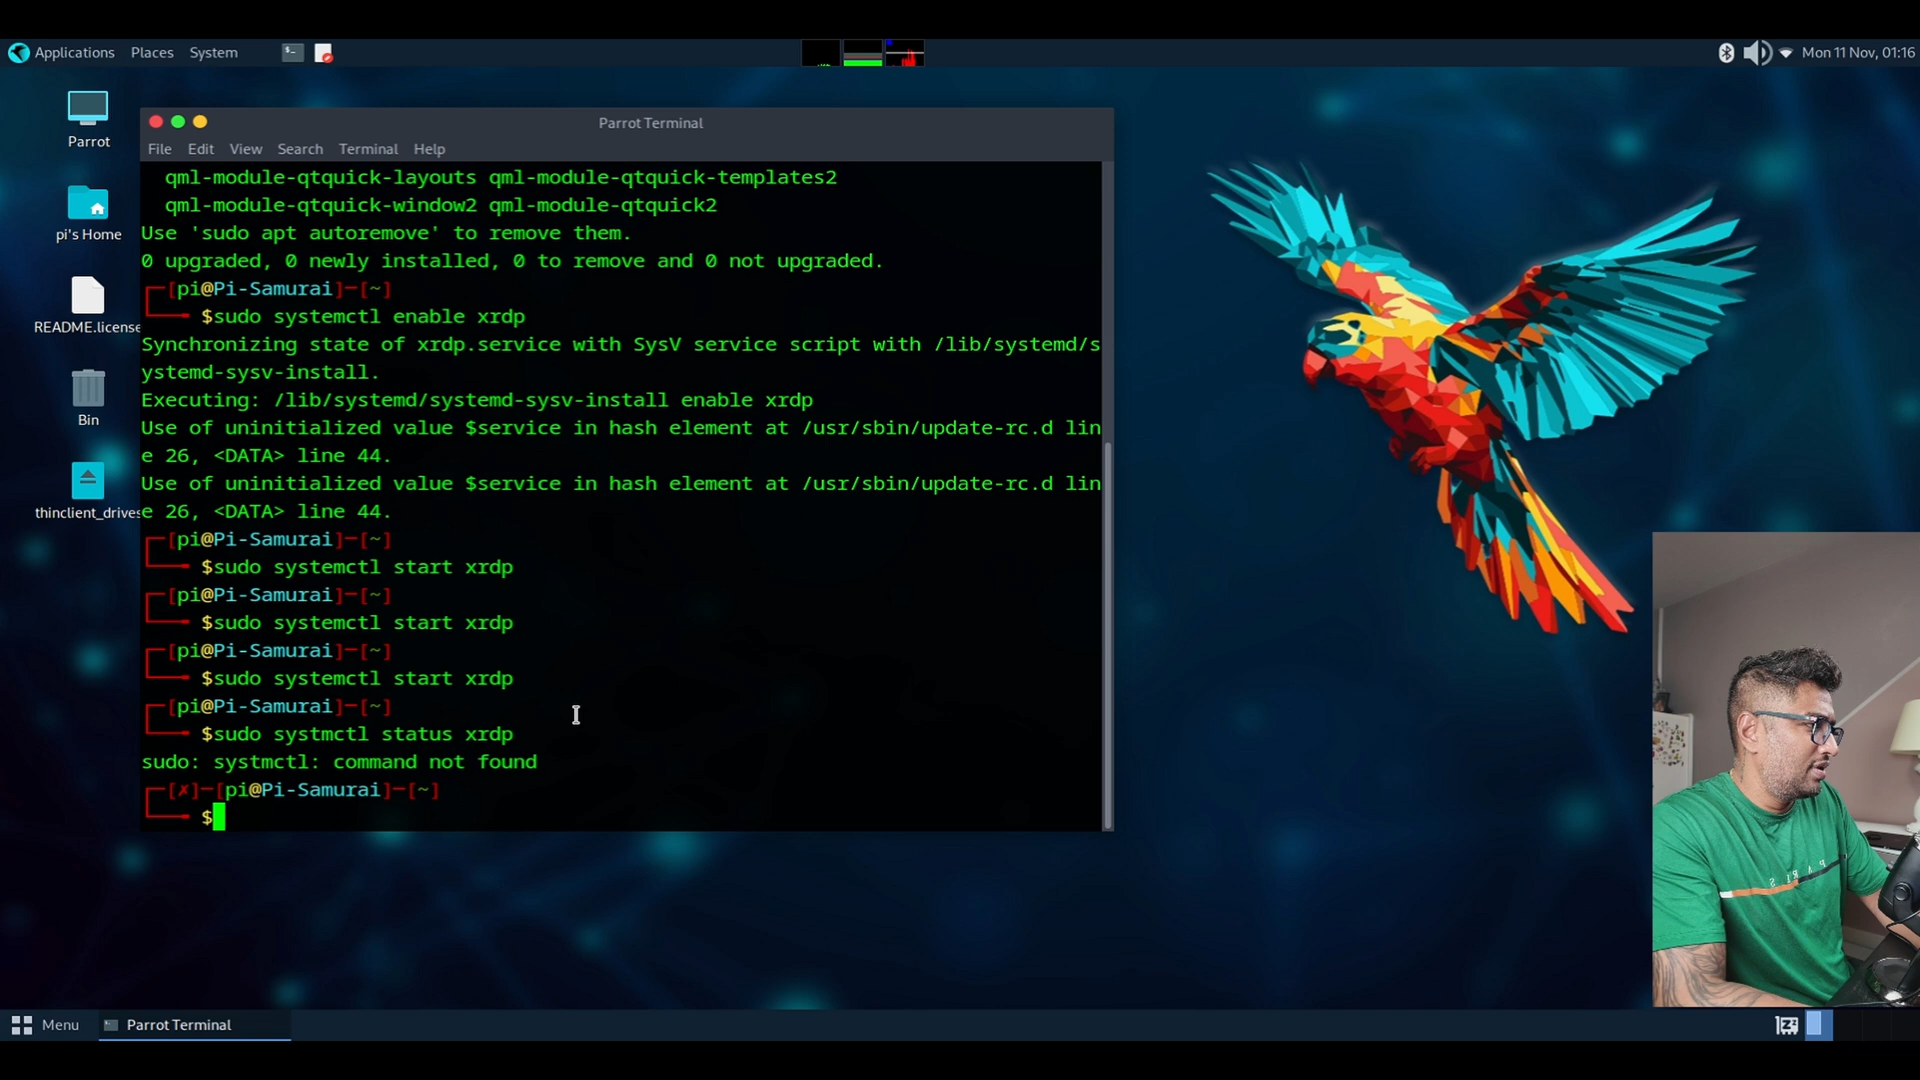 Applications Places System
Mon 11 Nov, 01:16
Parrot
pi's Home
README.license
Bin
thinclient_drives
Parrot Terminal
File Edit View Search Terminal Help
qml-module-qtquick-layouts qml-module-qtquick-templates2
qml-module-qtquick-window2 qml-module-qtquick2
Use 'sudo apt autoremove' to remove them.
0 upgraded, 0 newly installed, 0 to remove and 0 not upgraded.
┌─[pi@Pi-Samurai]─[~]
└──╼ $sudo systemctl enable xrdp
Synchronizing state of xrdp.service with SysV service script with /lib/systemd/s
ystemd-sysv-install.
Executing: /lib/systemd/systemd-sysv-install enable xrdp
Use of uninitialized value $service in hash element at /usr/sbin/update-rc.d lin
e 26, <DATA> line 44.
Use of uninitialized value $service in hash element at /usr/sbin/update-rc.d lin
e 26, <DATA> line 44.
┌─[pi@Pi-Samurai]─[~]
└──╼ $sudo systemctl start xrdp
┌─[pi@Pi-Samurai]─[~]
└──╼ $sudo systemctl start xrdp
┌─[pi@Pi-Samurai]─[~]
└──╼ $sudo systemctl start xrdp
┌─[pi@Pi-Samurai]─[~]
└──╼ $sudo systmctl status xrdp
sudo: systmctl: command not found
┌─[✗]─[pi@Pi-Samurai]─[~]
└──╼ $
Menu
Parrot Terminal